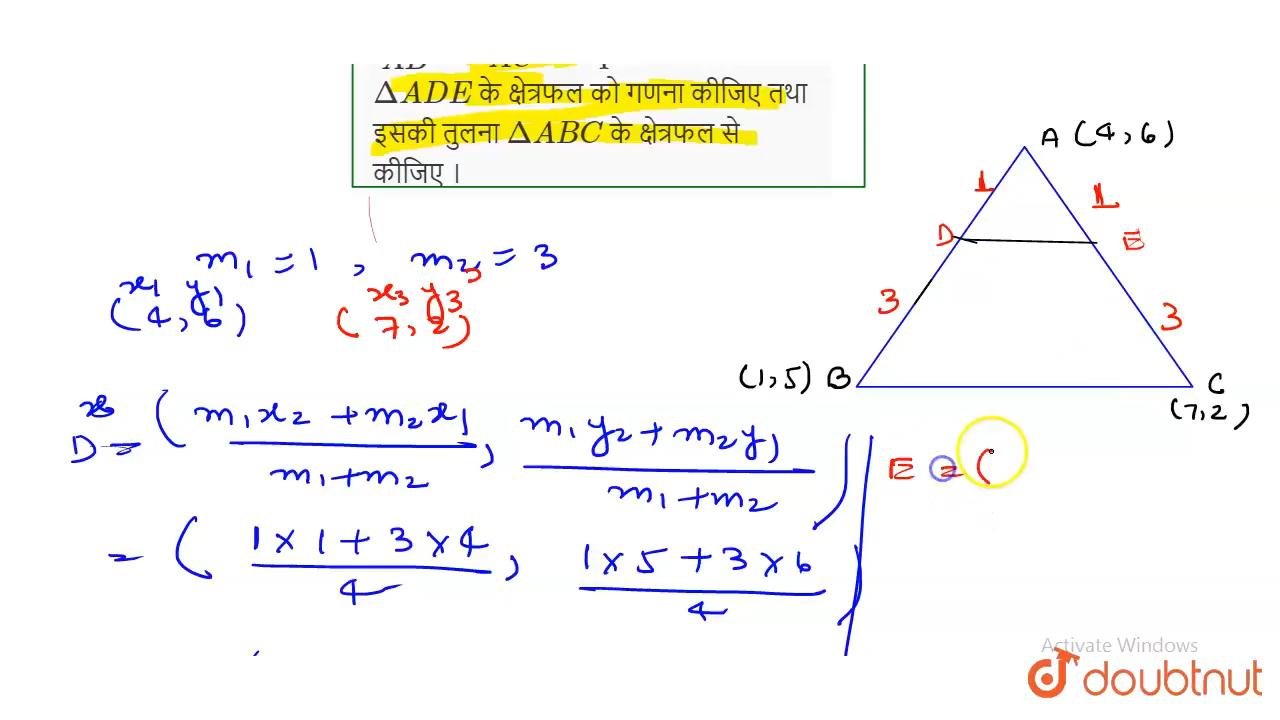 ΔADE के क्षेत्रफल को गणना कीजिए तथा
इसकी तुलना ΔABC के क्षेत्रफल से
कीजिए ।
A (4, 6)
1
1
D
E
3
3
(1, 5) B
C
(7, 2)
m₁ = 1 , m₂ = 3
x₁ y₁
(4, 6)
x₃ y₃
(7, 2)
D = (m₁x₂ + m₂x₁ / m₁ + m₂ , m₁y₂ + m₂y₁ / m₁ + m₂)
= (1 × 1 + 3 × 4 / 4 , 1 × 5 + 3 × 6 / 4)
E = (
Activate Windows
doubtnut